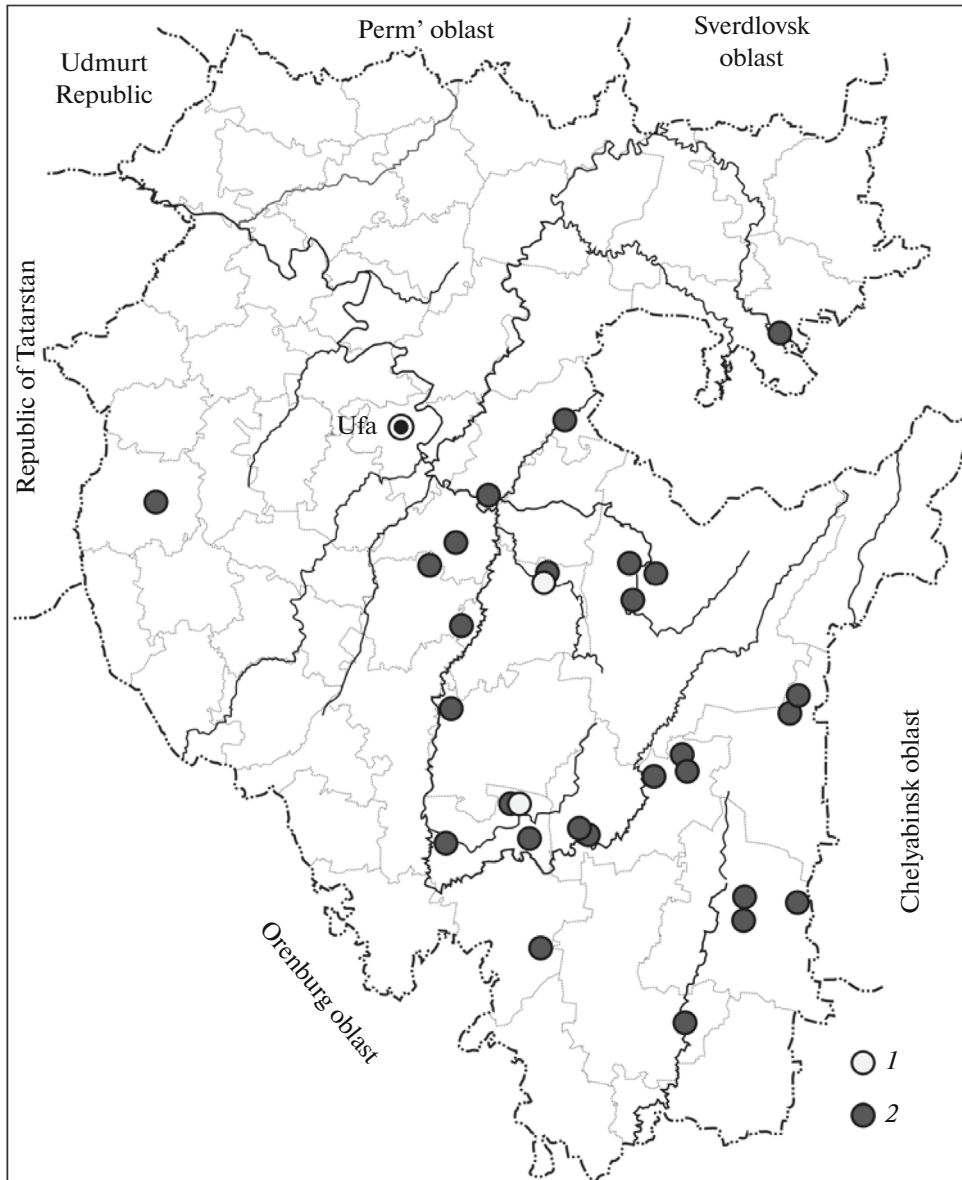 Perm' oblast
Sverdlovsk
oblast
Udmurt
Republic
Republic of Tatarstan
Ufa
Chelyabinsk oblast
Orenburg oblast
1
2